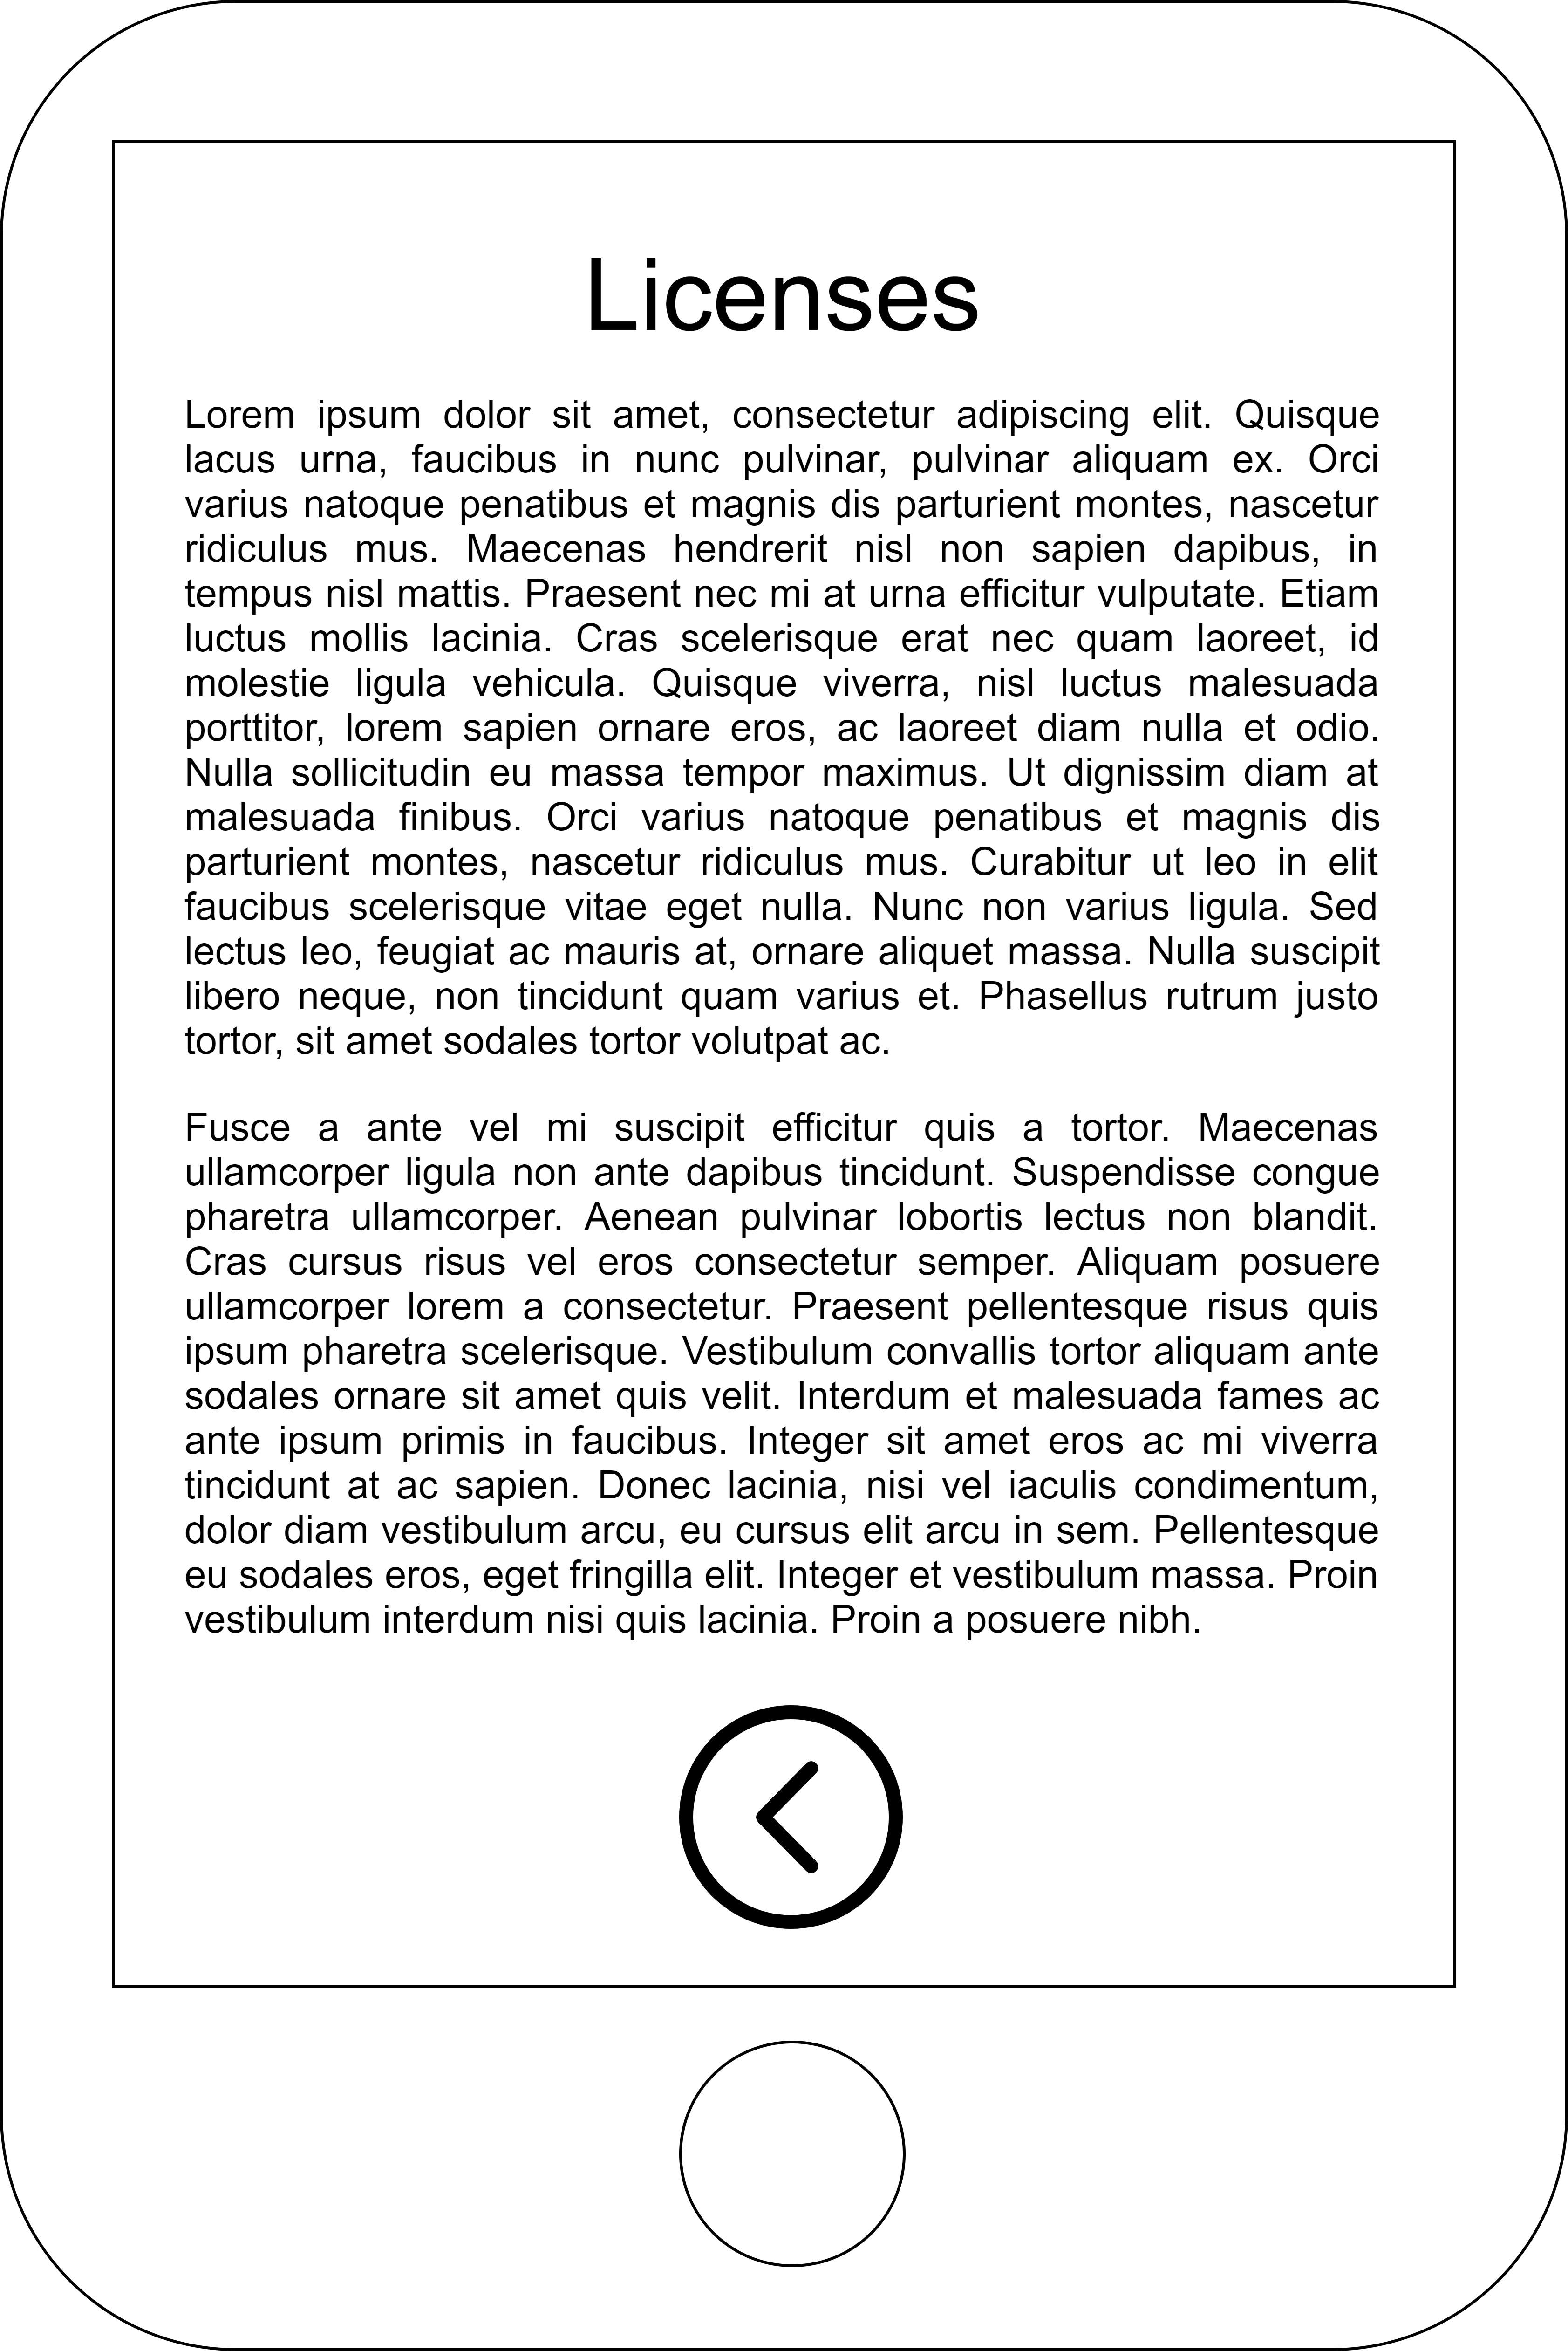 Licenses
Lorem ipsum dolor sit amet, consectetur adipiscing elit. Quisque
lacus urna, faucibus in nunc pulvinar, pulvinar aliquam ex. Orci
varius natoque penatibus et magnis dis parturient montes, nascetur
ridiculus mus. Maecenas hendrerit nisl non sapien dapibus, in
tempus nisl mattis. Praesent nec mi at urna efficitur vulputate. Etiam
luctus mollis lacinia. Cras scelerisque erat nec quam laoreet, id
molestie ligula vehicula. Quisque viverra, nisl luctus malesuada
porttitor, lorem sapien ornare eros, ac laoreet diam nulla et odio.
Nulla sollicitudin eu massa tempor maximus. Ut dignissim diam at
malesuada finibus. Orci varius natoque penatibus et magnis dis
parturient montes, nascetur ridiculus mus. Curabitur ut leo in elit
faucibus scelerisque vitae eget nulla. Nunc non varius ligula. Sed
lectus leo, feugiat ac mauris at, ornare aliquet massa. Nulla suscipit
libero neque, non tincidunt quam varius et. Phasellus rutrum justo
tortor, sit amet sodales tortor volutpat ac.
Fusce a ante vel mi suscipit efficitur quis a tortor. Maecenas
ullamcorper ligula non ante dapibus tincidunt. Suspendisse congue
pharetra ullamcorper. Aenean pulvinar lobortis lectus non blandit.
Cras cursus risus vel eros consectetur semper. Aliquam posuere
ullamcorper lorem a consectetur. Praesent pellentesque risus quis
ipsum pharetra scelerisque. Vestibulum convallis tortor aliquam ante
sodales ornare sit amet quis velit. Interdum et malesuada fames ac
ante ipsum primis in faucibus. Integer sit amet eros ac mi viverra
tincidunt at ac sapien. Donec lacinia, nisi vel iaculis condimentum,
dolor diam vestibulum arcu, eu cursus elit arcu in sem. Pellentesque
eu sodales eros, eget fringilla elit. Integer et vestibulum massa. Proin
vestibulum interdum nisi quis lacinia. Proin a posuere nibh.